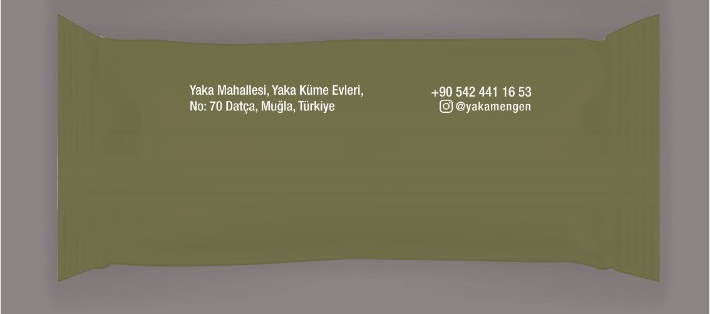 Yaka Mahallesi, Yaka Küme Evleri,
No: 70 Datça, Muğla, Türkiye
+90 542 441 16 53
@yakamengen